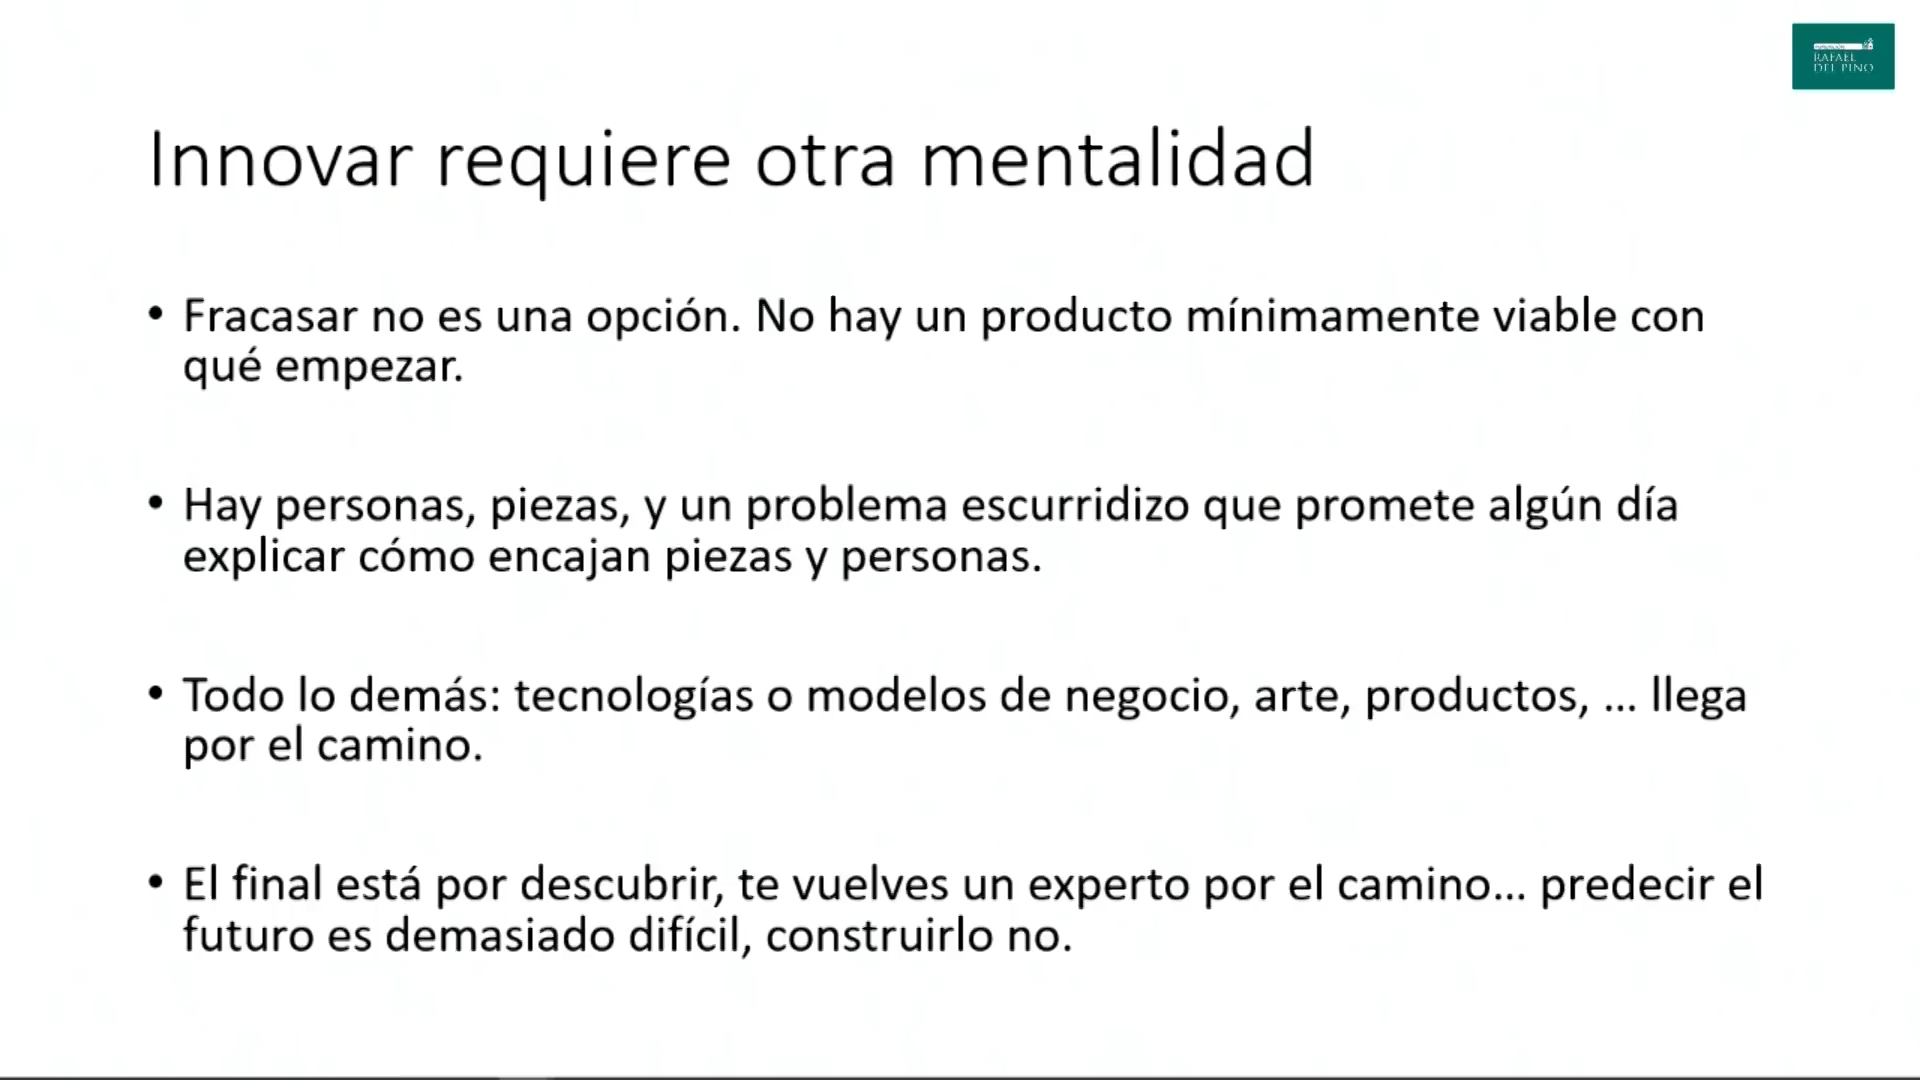 RAFAEL
DEL PINO
Innovar requiere otra mentalidad
• Fracasar no es una opción. No hay un producto mínimamente viable con
qué empezar.
• Hay personas, piezas, y un problema escurridizo que promete algún día
explicar cómo encajan piezas y personas.
• Todo lo demás: tecnologías o modelos de negocio, arte, productos, ... llega
por el camino.
• El final está por descubrir, te vuelves un experto por el camino... predecir el
futuro es demasiado difícil, construirlo no.